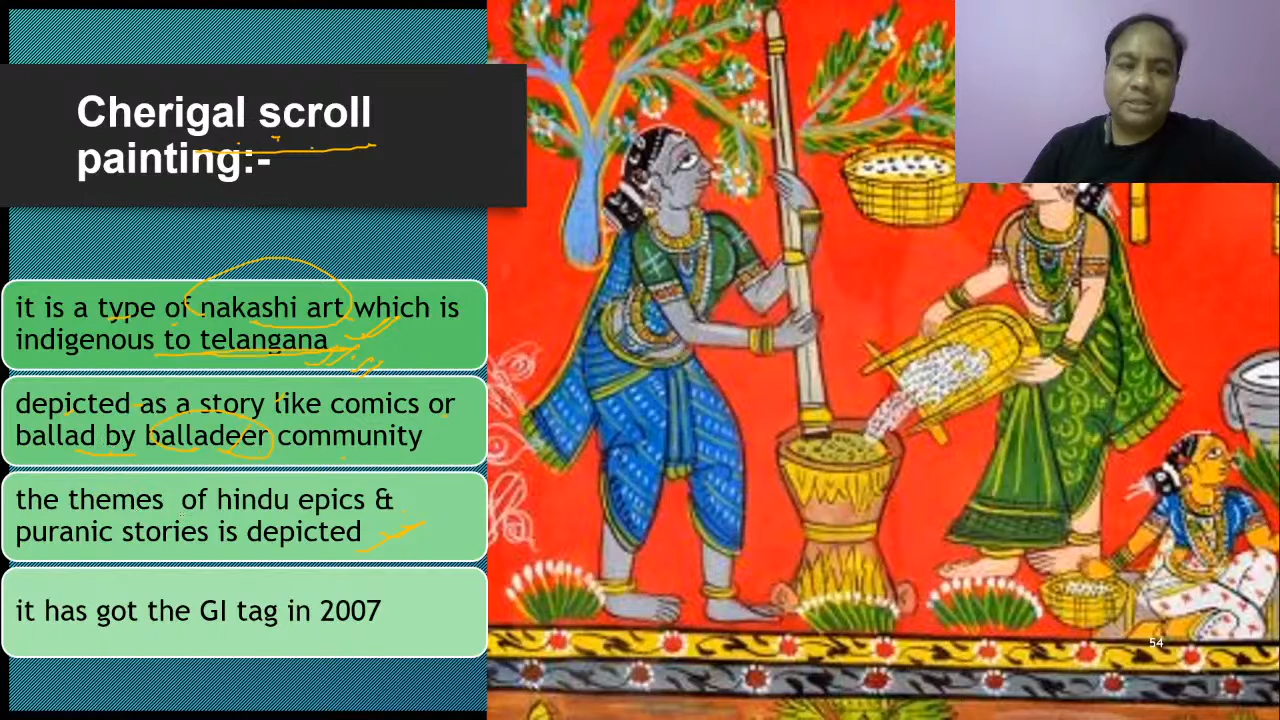 Cherigal scroll
painting:-
it is a type of nakashi art which is
indigenous to telangana
depicted as a story like comics or
ballad by balladeer community
the themes  of hindu epics &
puranic stories is depicted
it has got the GI tag in 2007
54